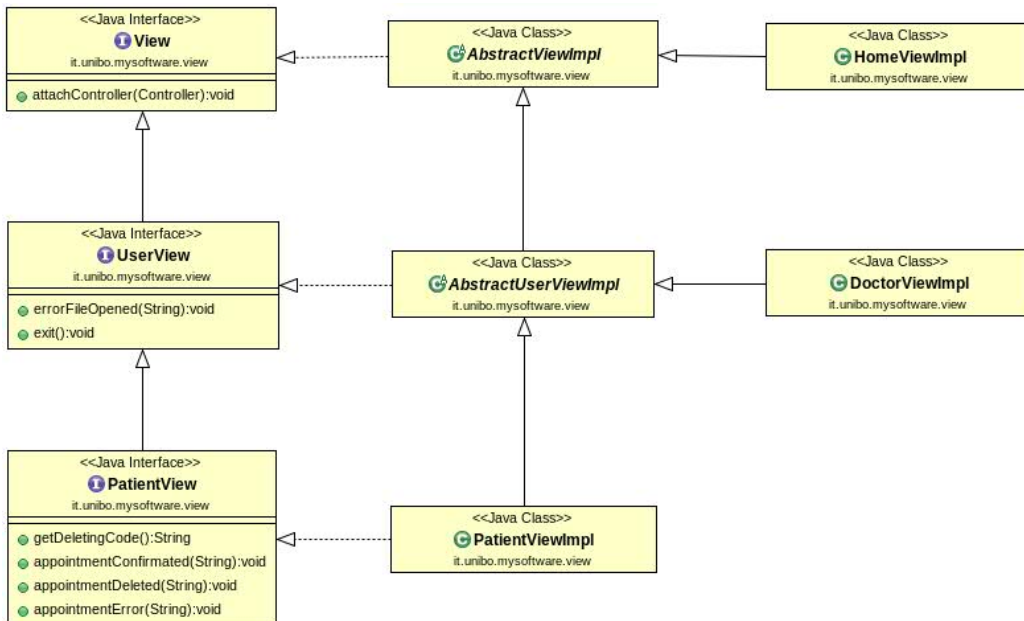 <<Java Interface>>
View
it.unibo.mysoftware.view
attachController(Controller):void
<<Java Class>>
AbstractViewImpl
it.unibo.mysoftware.view
<<Java Class>>
HomeViewImpl
it.unibo.mysoftware.view
<<Java Interface>>
UserView
it.unibo.mysoftware.view
errorFileOpened(String):void
exit():void
<<Java Class>>
AbstractUserViewImpl
it.unibo.mysoftware.view
<<Java Class>>
DoctorViewImpl
it.unibo.mysoftware.view
<<Java Interface>>
PatientView
it.unibo.mysoftware.view
getDeletingCode():String
appointmentConfirmated(String):void
appointmentDeleted(String):void
appointmentError(String):void
<<Java Class>>
PatientViewImpl
it.unibo.mysoftware.view